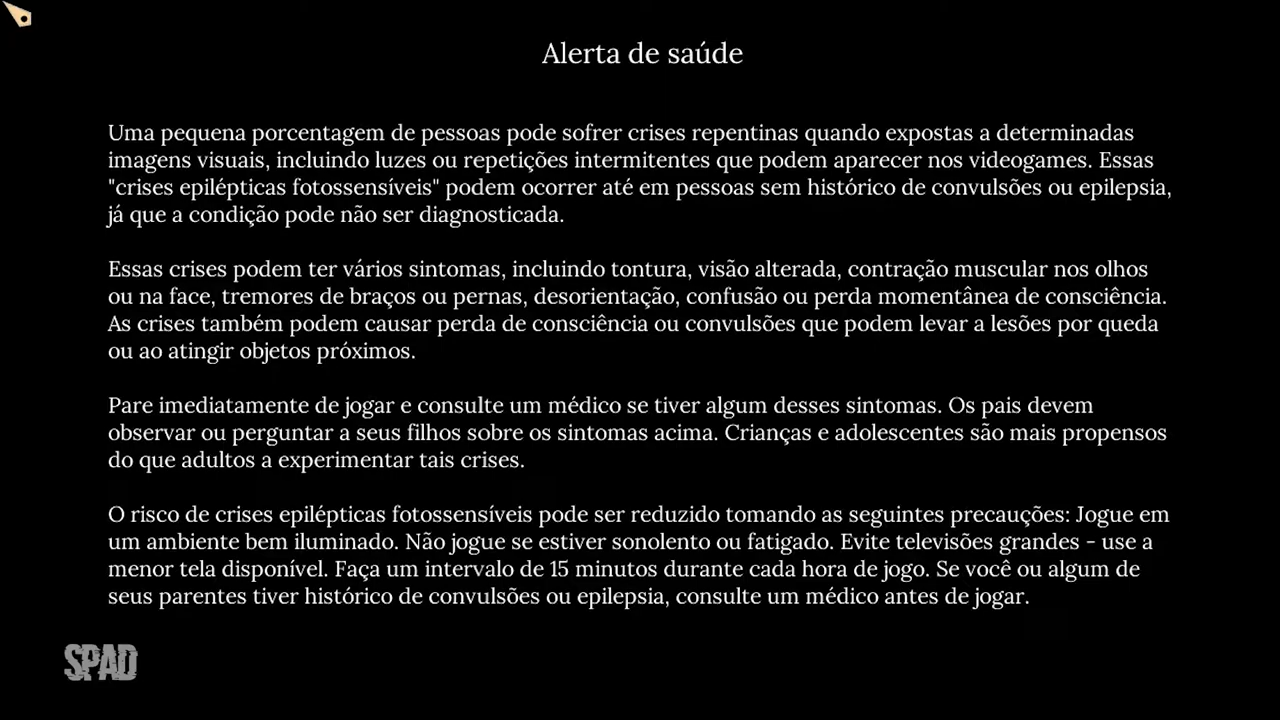 Alerta de saúde
Uma pequena porcentagem de pessoas pode sofrer crises repentinas quando expostas a determinadas
imagens visuais, incluindo luzes ou repetições intermitentes que podem aparecer nos videogames. Essas
"crises epilépticas fotossensíveis" podem ocorrer até em pessoas sem histórico de convulsões ou epilepsia,
já que a condição pode não ser diagnosticada.
Essas crises podem ter vários sintomas, incluindo tontura, visão alterada, contração muscular nos olhos
ou na face, tremores de braços ou pernas, desorientação, confusão ou perda momentânea de consciência.
As crises também podem causar perda de consciência ou convulsões que podem levar a lesões por queda
ou ao atingir objetos próximos.
Pare imediatamente de jogar e consulte um médico se tiver algum desses sintomas. Os pais devem
observar ou perguntar a seus filhos sobre os sintomas acima. Crianças e adolescentes são mais propensos
do que adultos a experimentar tais crises.
O risco de crises epilépticas fotossensíveis pode ser reduzido tomando as seguintes precauções: Jogue em
um ambiente bem iluminado. Não jogue se estiver sonolento ou fatigado. Evite televisões grandes - use a
menor tela disponível. Faça um intervalo de 15 minutos durante cada hora de jogo. Se você ou algum de
seus parentes tiver histórico de convulsões ou epilepsia, consulte um médico antes de jogar.
SPAD